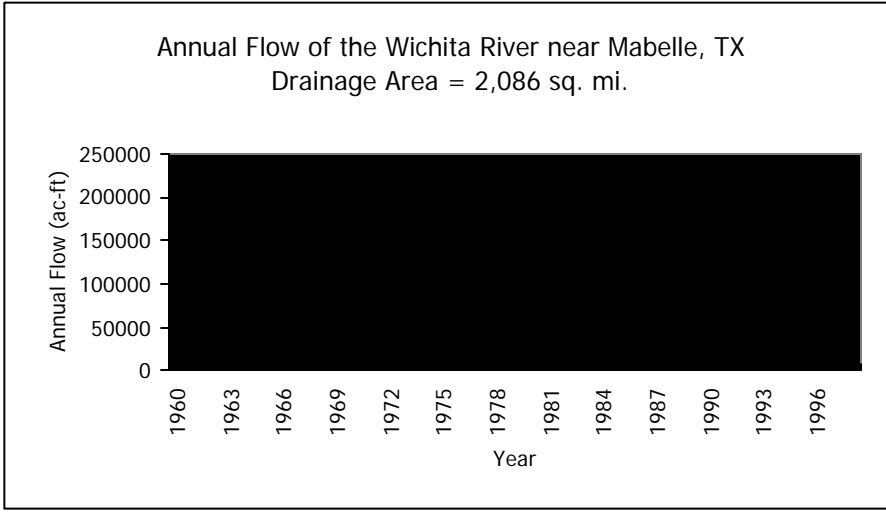 Annual Flow of the Wichita River near Mabelle, TX
Drainage Area = 2,086 sq. mi.
Annual Flow (ac-ft)
250000
200000
150000
100000
50000
0
1960 1963 1966 1969 1972 1975 1978 1981 1984 1987 1990 1993 1996
Year